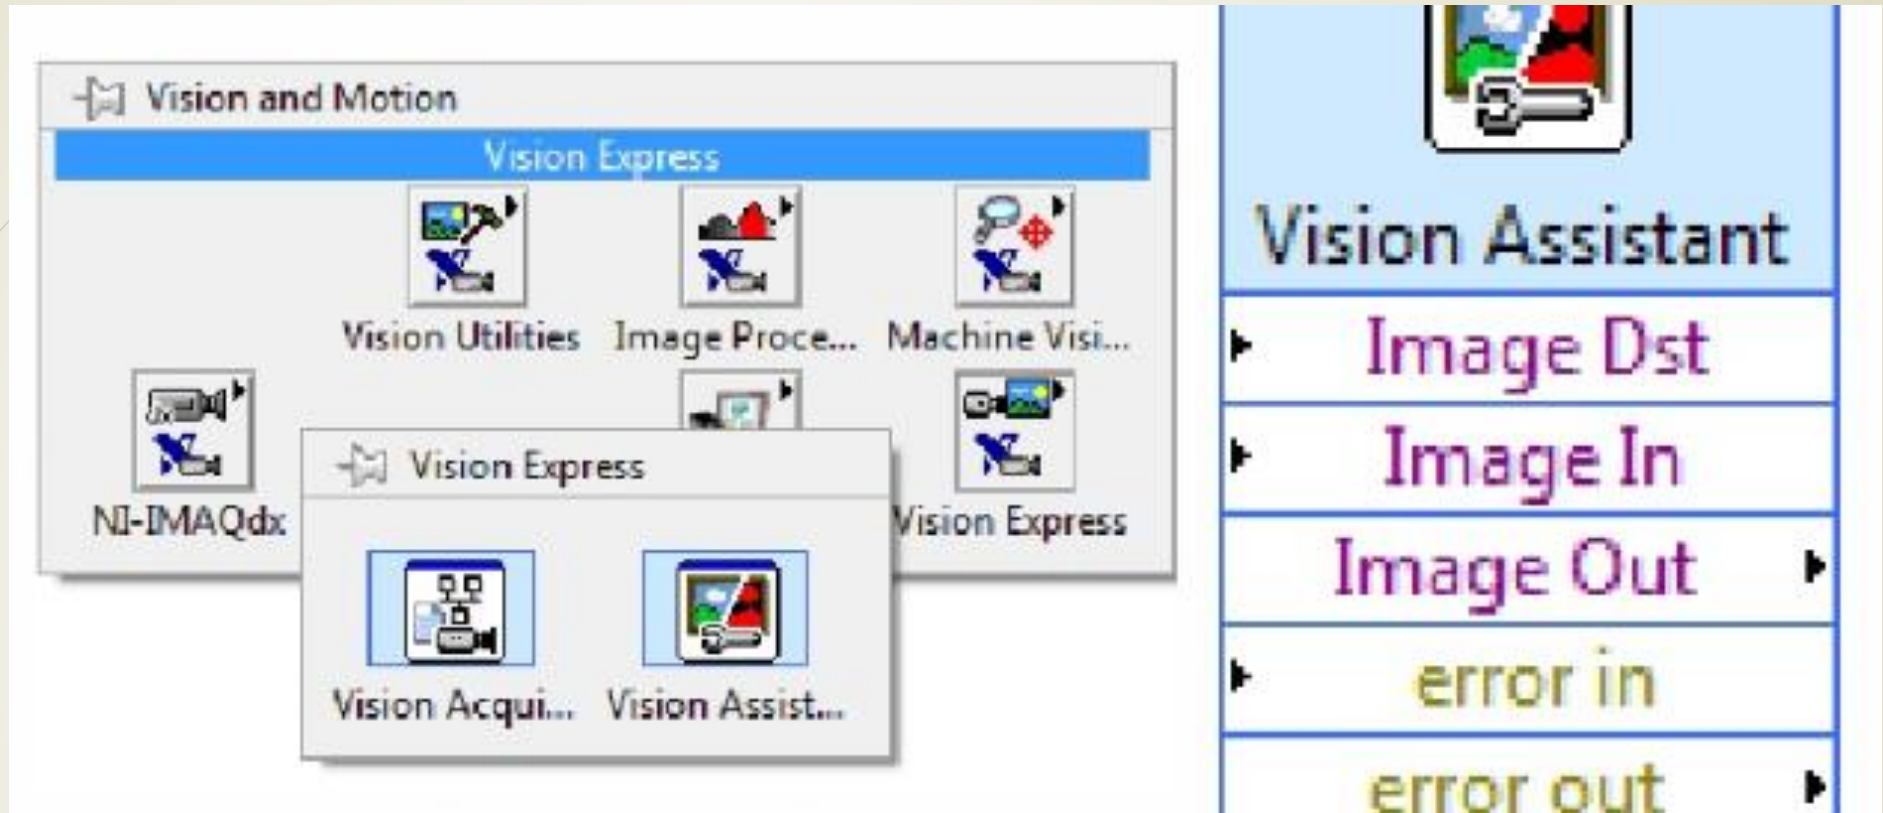 Vision and Motion
Vision Express
Vision Utilities
Image Proce...
Machine Visi...
NI-IMAQdx
Vision Express
Vision Express
Vision Acqui...
Vision Assist...
Vision Assistant
Image Dst
Image In
Image Out
error in
error out